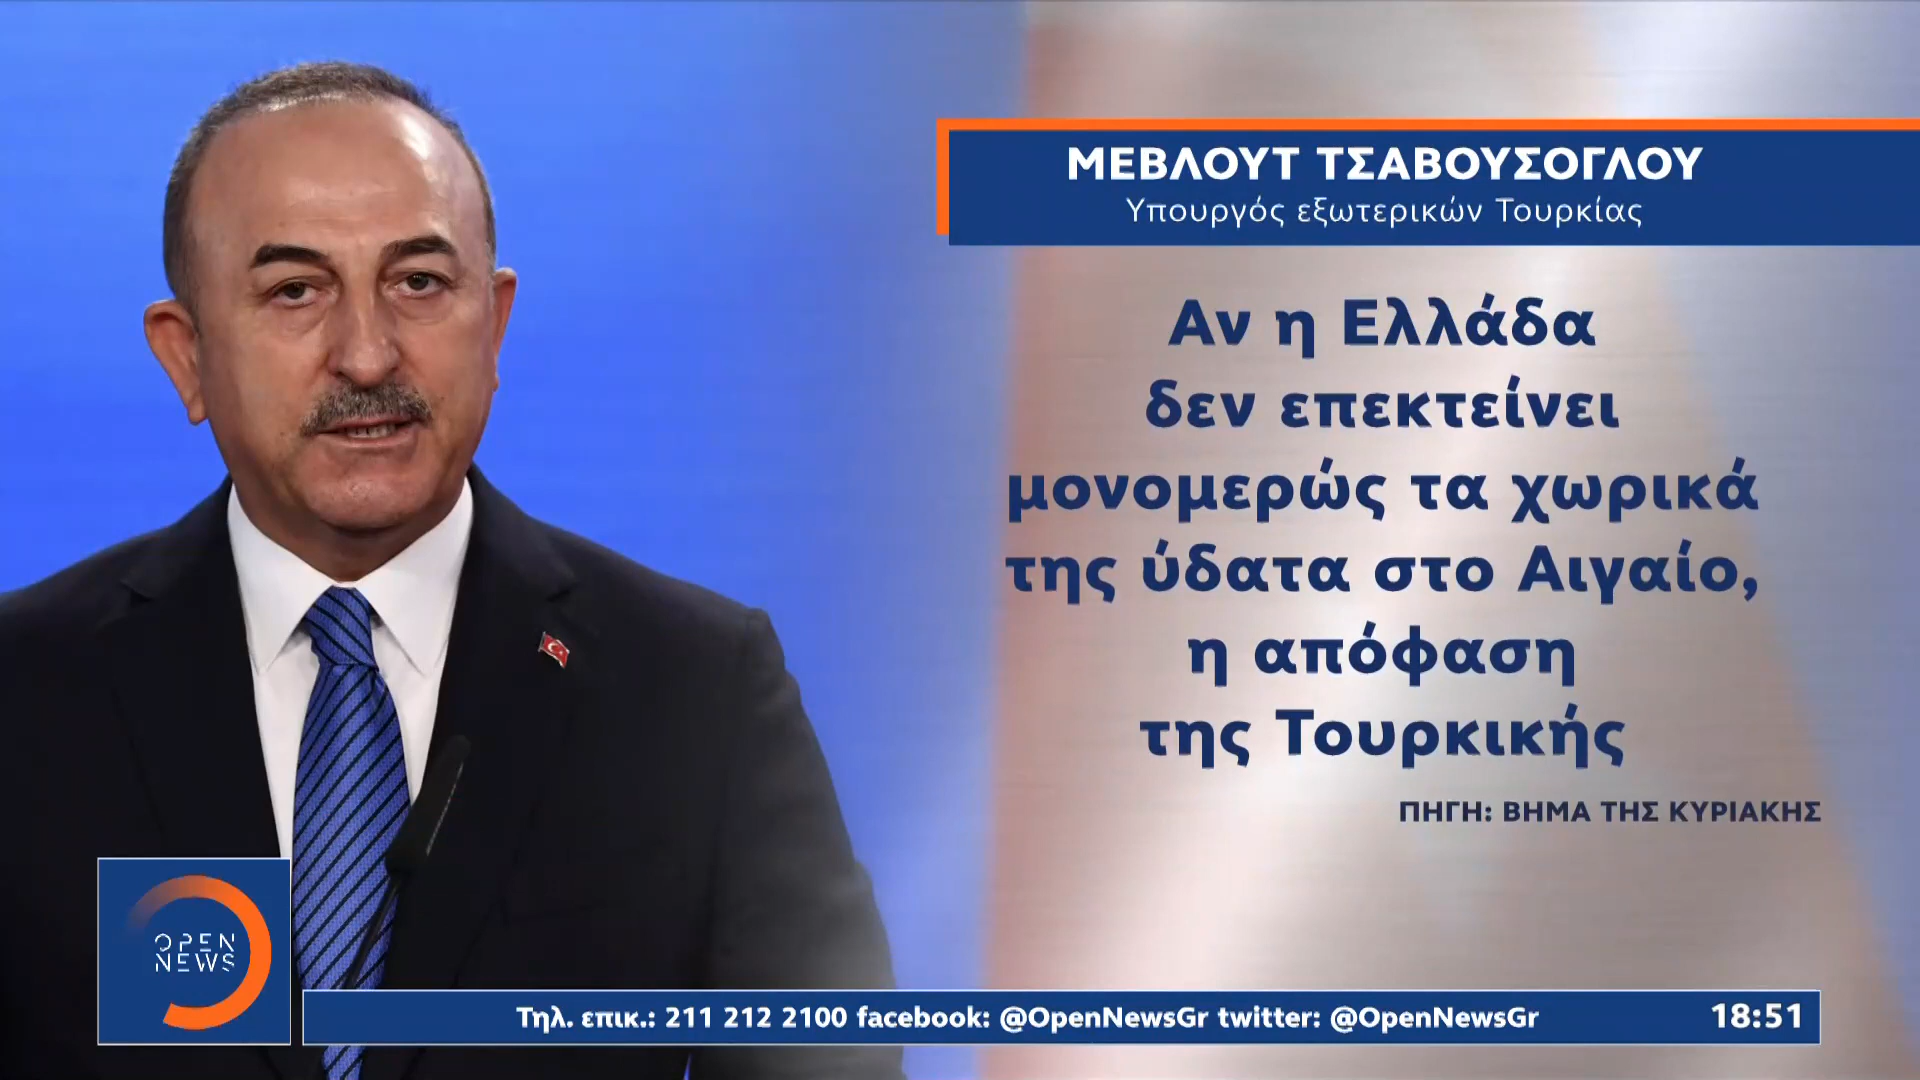 ΜΕΒΛΟΥΤ ΤΣΑΒΟΥΣΟΓΛΟΥ
Υπουργός εξωτερικών Τουρκίας
Αν η Ελλάδα
δεν επεκτείνει
μονομερώς τα χωρικά
της ύδατα στο Αιγαίο,
η απόφαση
της Τουρκικής
ΠΗΓΗ: ΒΗΜΑ ΤΗΣ ΚΥΡΙΑΚΗΣ
OPEN
NEWS
Τηλ. επικ.: 211 212 2100 facebook: @OpenNewsGr twitter: @OpenNewsGr
18:51